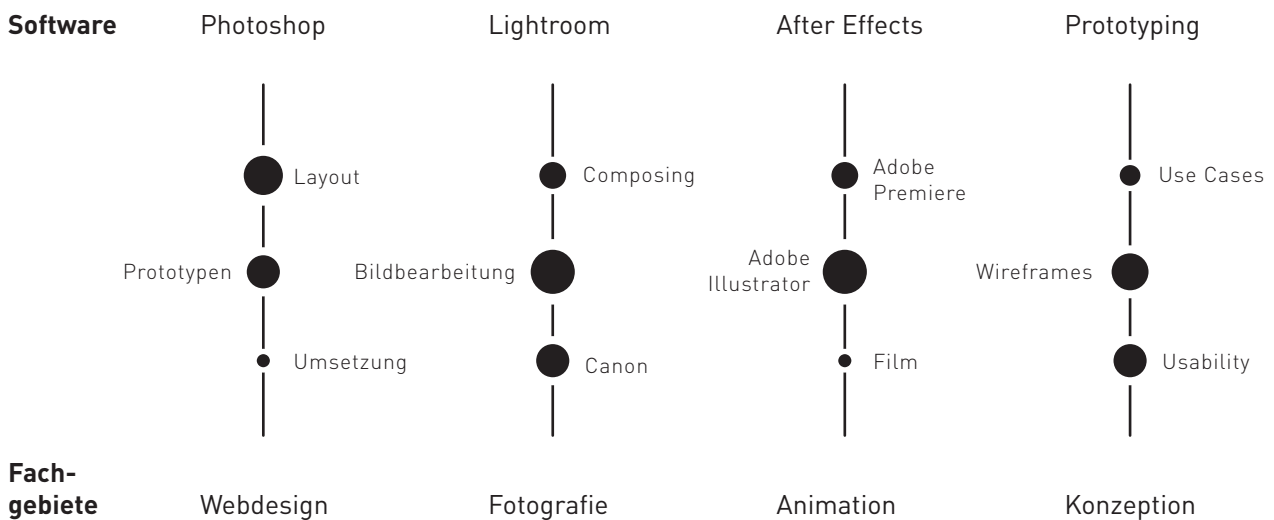 Software Photoshop Lightroom After Effects Prototyping
Layout
Composing
Adobe
Premiere
Use Cases
Prototypen
Bildbearbeitung
Adobe
Illustrator
Wireframes
Umsetzung
Canon
Film
Usability
Fach-
gebiete Webdesign Fotografie Animation Konzeption